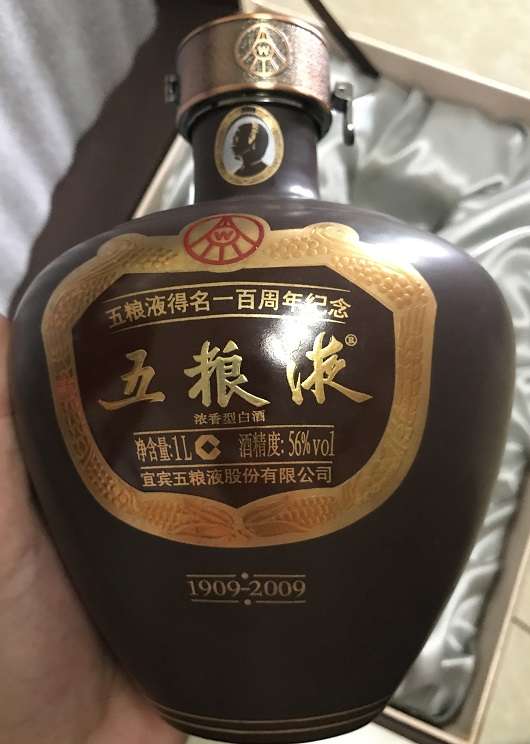 W
W
五粮液得名一百周年纪念
五粮液®
浓香型白酒
净含量:1L 酒精度:56%vol
宜宾五粮液股份有限公司
1909-2009